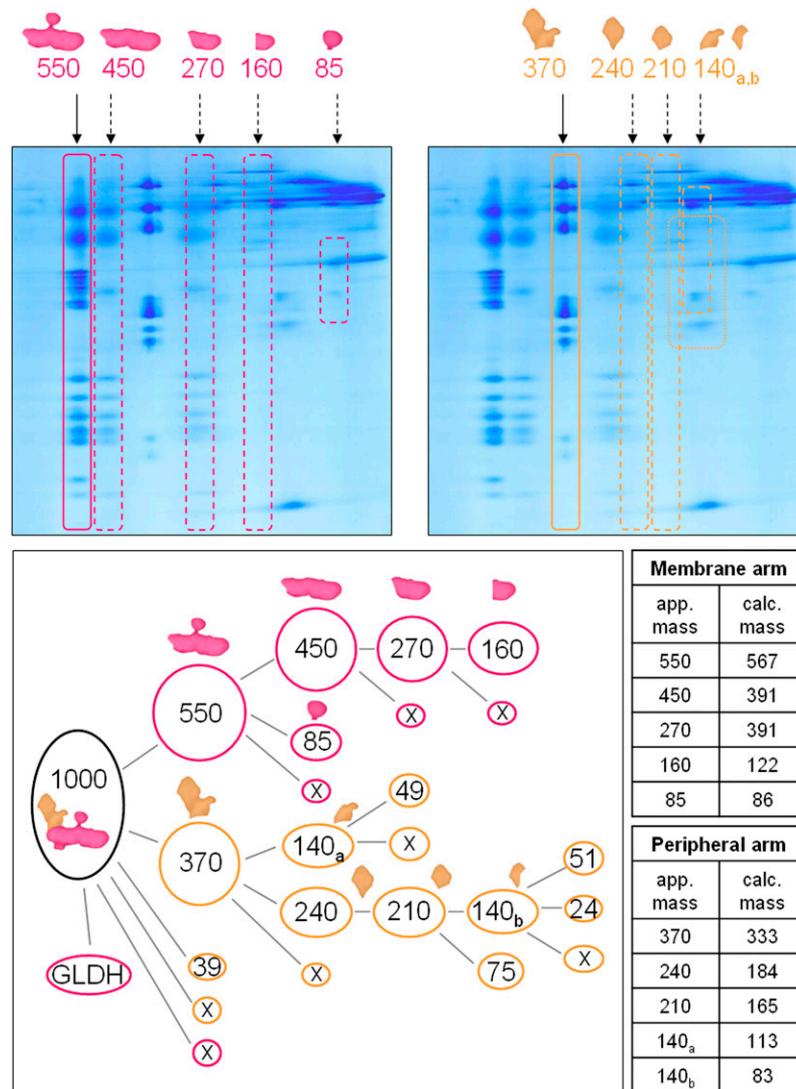 550 450 270 160 85
370 240 210 140a,b
450 270 160
550
X X
85
1000
X
49
140a
X
370
51
240 210 140b 24
GLDH
39
X
75
X
X
X
Membrane arm
app. mass calc. mass
550 567
450 391
270 391
160 122
85 86
Peripheral arm
app. mass calc. mass
370 333
240 184
210 165
140a 113
140b 83